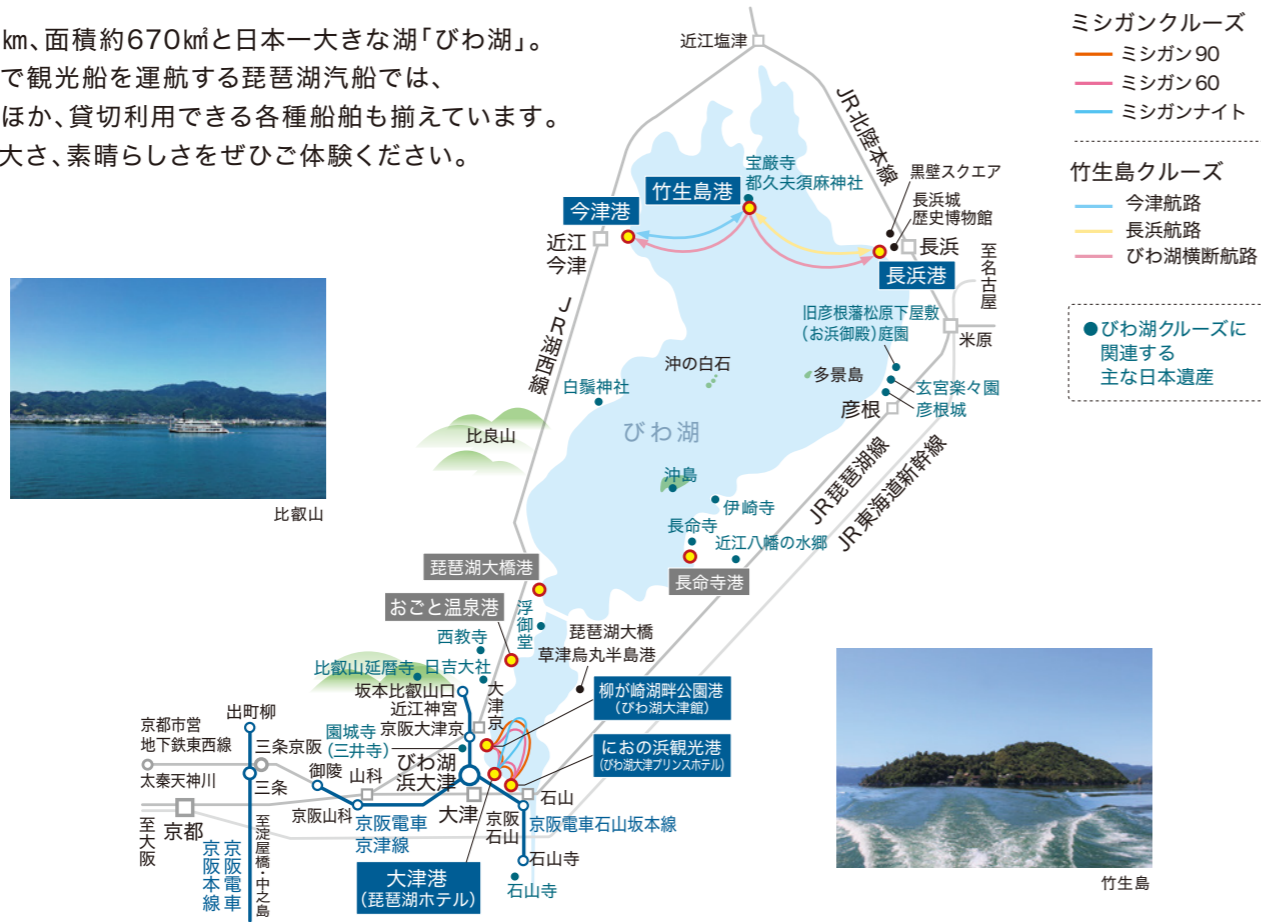 km、面積約670㎢と日本一大きな湖「びわ湖」。
で観光船を運航する琵琶湖汽船では、
ほか、貸切利用できる各種船舶も揃えています。
大さ、素晴らしさをぜひご体験ください。
ミシガンクルーズ
ミシガン90
ミシガン60
ミシガンナイト
竹生島クルーズ
今津航路
長浜航路
びわ湖横断航路
●びわ湖クルーズに
関連する
主な日本遺産
近江塩津
JR北陸本線
宝厳寺
都久夫須麻神社
竹生島港
今津港
近江
今津
黒壁スクエア
長浜城
歴史博物館
長浜
長浜港
至名古屋
米原
JR湖西線
旧彦根藩松原下屋敷
(お浜御殿)庭園
沖の白石
多景島
玄宮楽々園
彦根城
彦根
白鬚神社
比良山
びわ湖
沖島
伊崎寺
長命寺
近江八幡の水郷
長命寺港
JR琵琶湖線
JR東海道新幹線
比叡山
琵琶湖大橋港
おごと温泉港
浮御堂
琵琶湖大橋
草津烏丸半島港
西教寺
比叡山延暦寺
日吉大社
坂本比叡山口
近江神宮
大津京
京阪大津京
園城寺
(三井寺)
柳が崎湖畔公園港
(びわ湖大津館)
におの浜観光港
(びわ湖大津プリンスホテル)
びわ湖
浜大津
出町柳
京都市営
地下鉄東西線
三条京阪
太秦天神川
三条
御陵
山科
京阪山科
京阪電車
京津線
大津
石山
京阪
石山
京阪電車石山坂本線
石山寺
石山寺
京都
至大阪
京阪電車
京阪本線
至淀屋橋・中之島
大津港
(琵琶湖ホテル)
竹生島